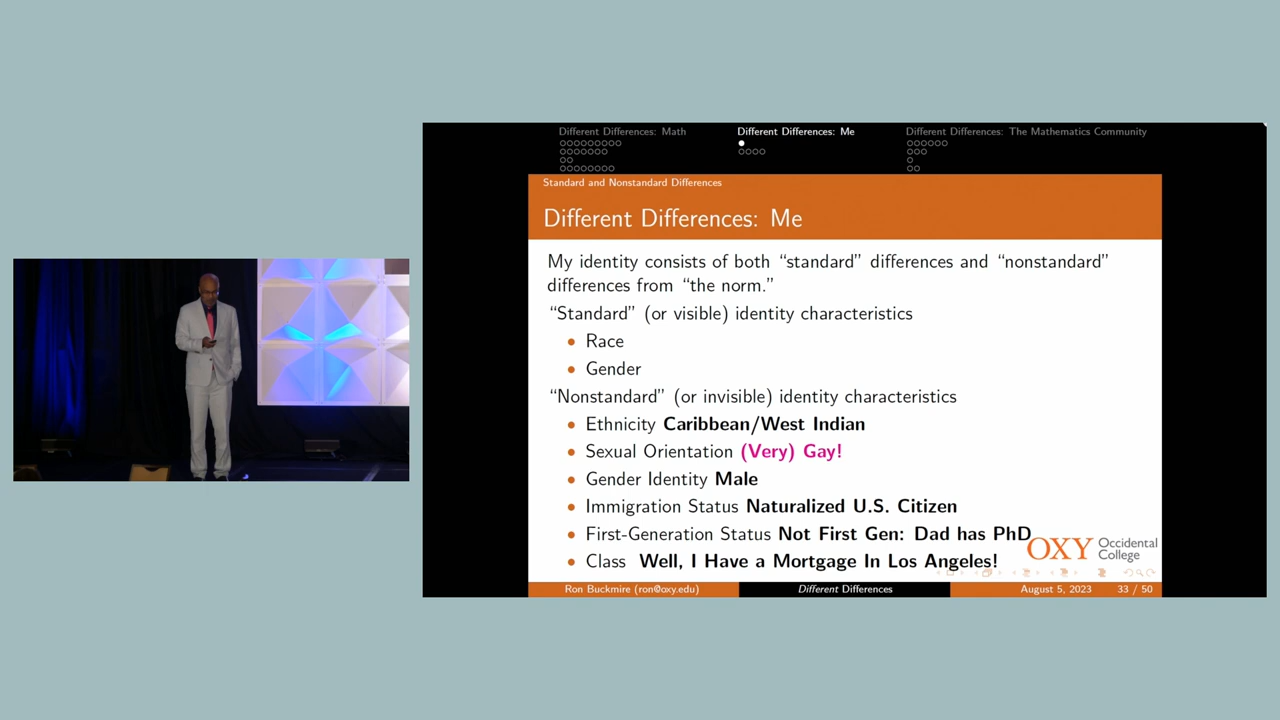 Different Differences: Math
Different Differences: Me
Different Differences: The Mathematics Community
Standard and Nonstandard Differences
Different Differences: Me
My identity consists of both “standard” differences and “nonstandard”
differences from “the norm.”
“Standard” (or visible) identity characteristics
• Race
• Gender
“Nonstandard” (or invisible) identity characteristics
• Ethnicity Caribbean/West Indian
• Sexual Orientation (Very) Gay!
• Gender Identity Male
• Immigration Status Naturalized U.S. Citizen
• First-Generation Status Not First Gen: Dad has PhD
• Class Well, I Have a Mortgage In Los Angeles!
OXY Occidental
College
Ron Buckmire (ron@oxy.edu)
Different Differences
August 5, 2023 33 / 50